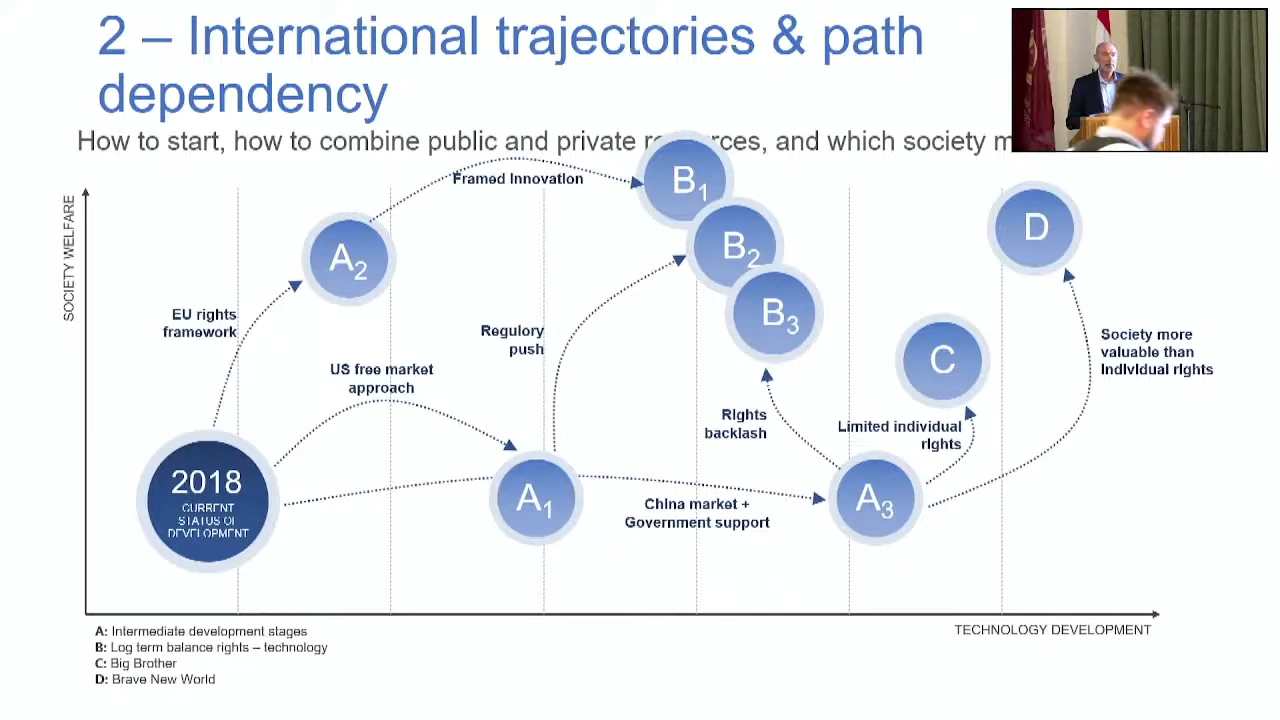 2 – International trajectories & path
dependency
How to start, how to combine public and private and which society
SOCIETY WELFARE
Framed Innovation
B1
B2
B3
D
A2
EU rights
framework
Regulory
push
US free market
approach
C
Society more
valuable than
individual rights
Rights
backlash
Limited individual
rights
2018
CURRENT
STATUS OF
DEVELOPMENT
A1
China market +
Government support
A3
TECHNOLOGY DEVELOPMENT
A: Intermediate development stages
B: Log term balance rights – technology
C: Big Brother
D: Brave New World